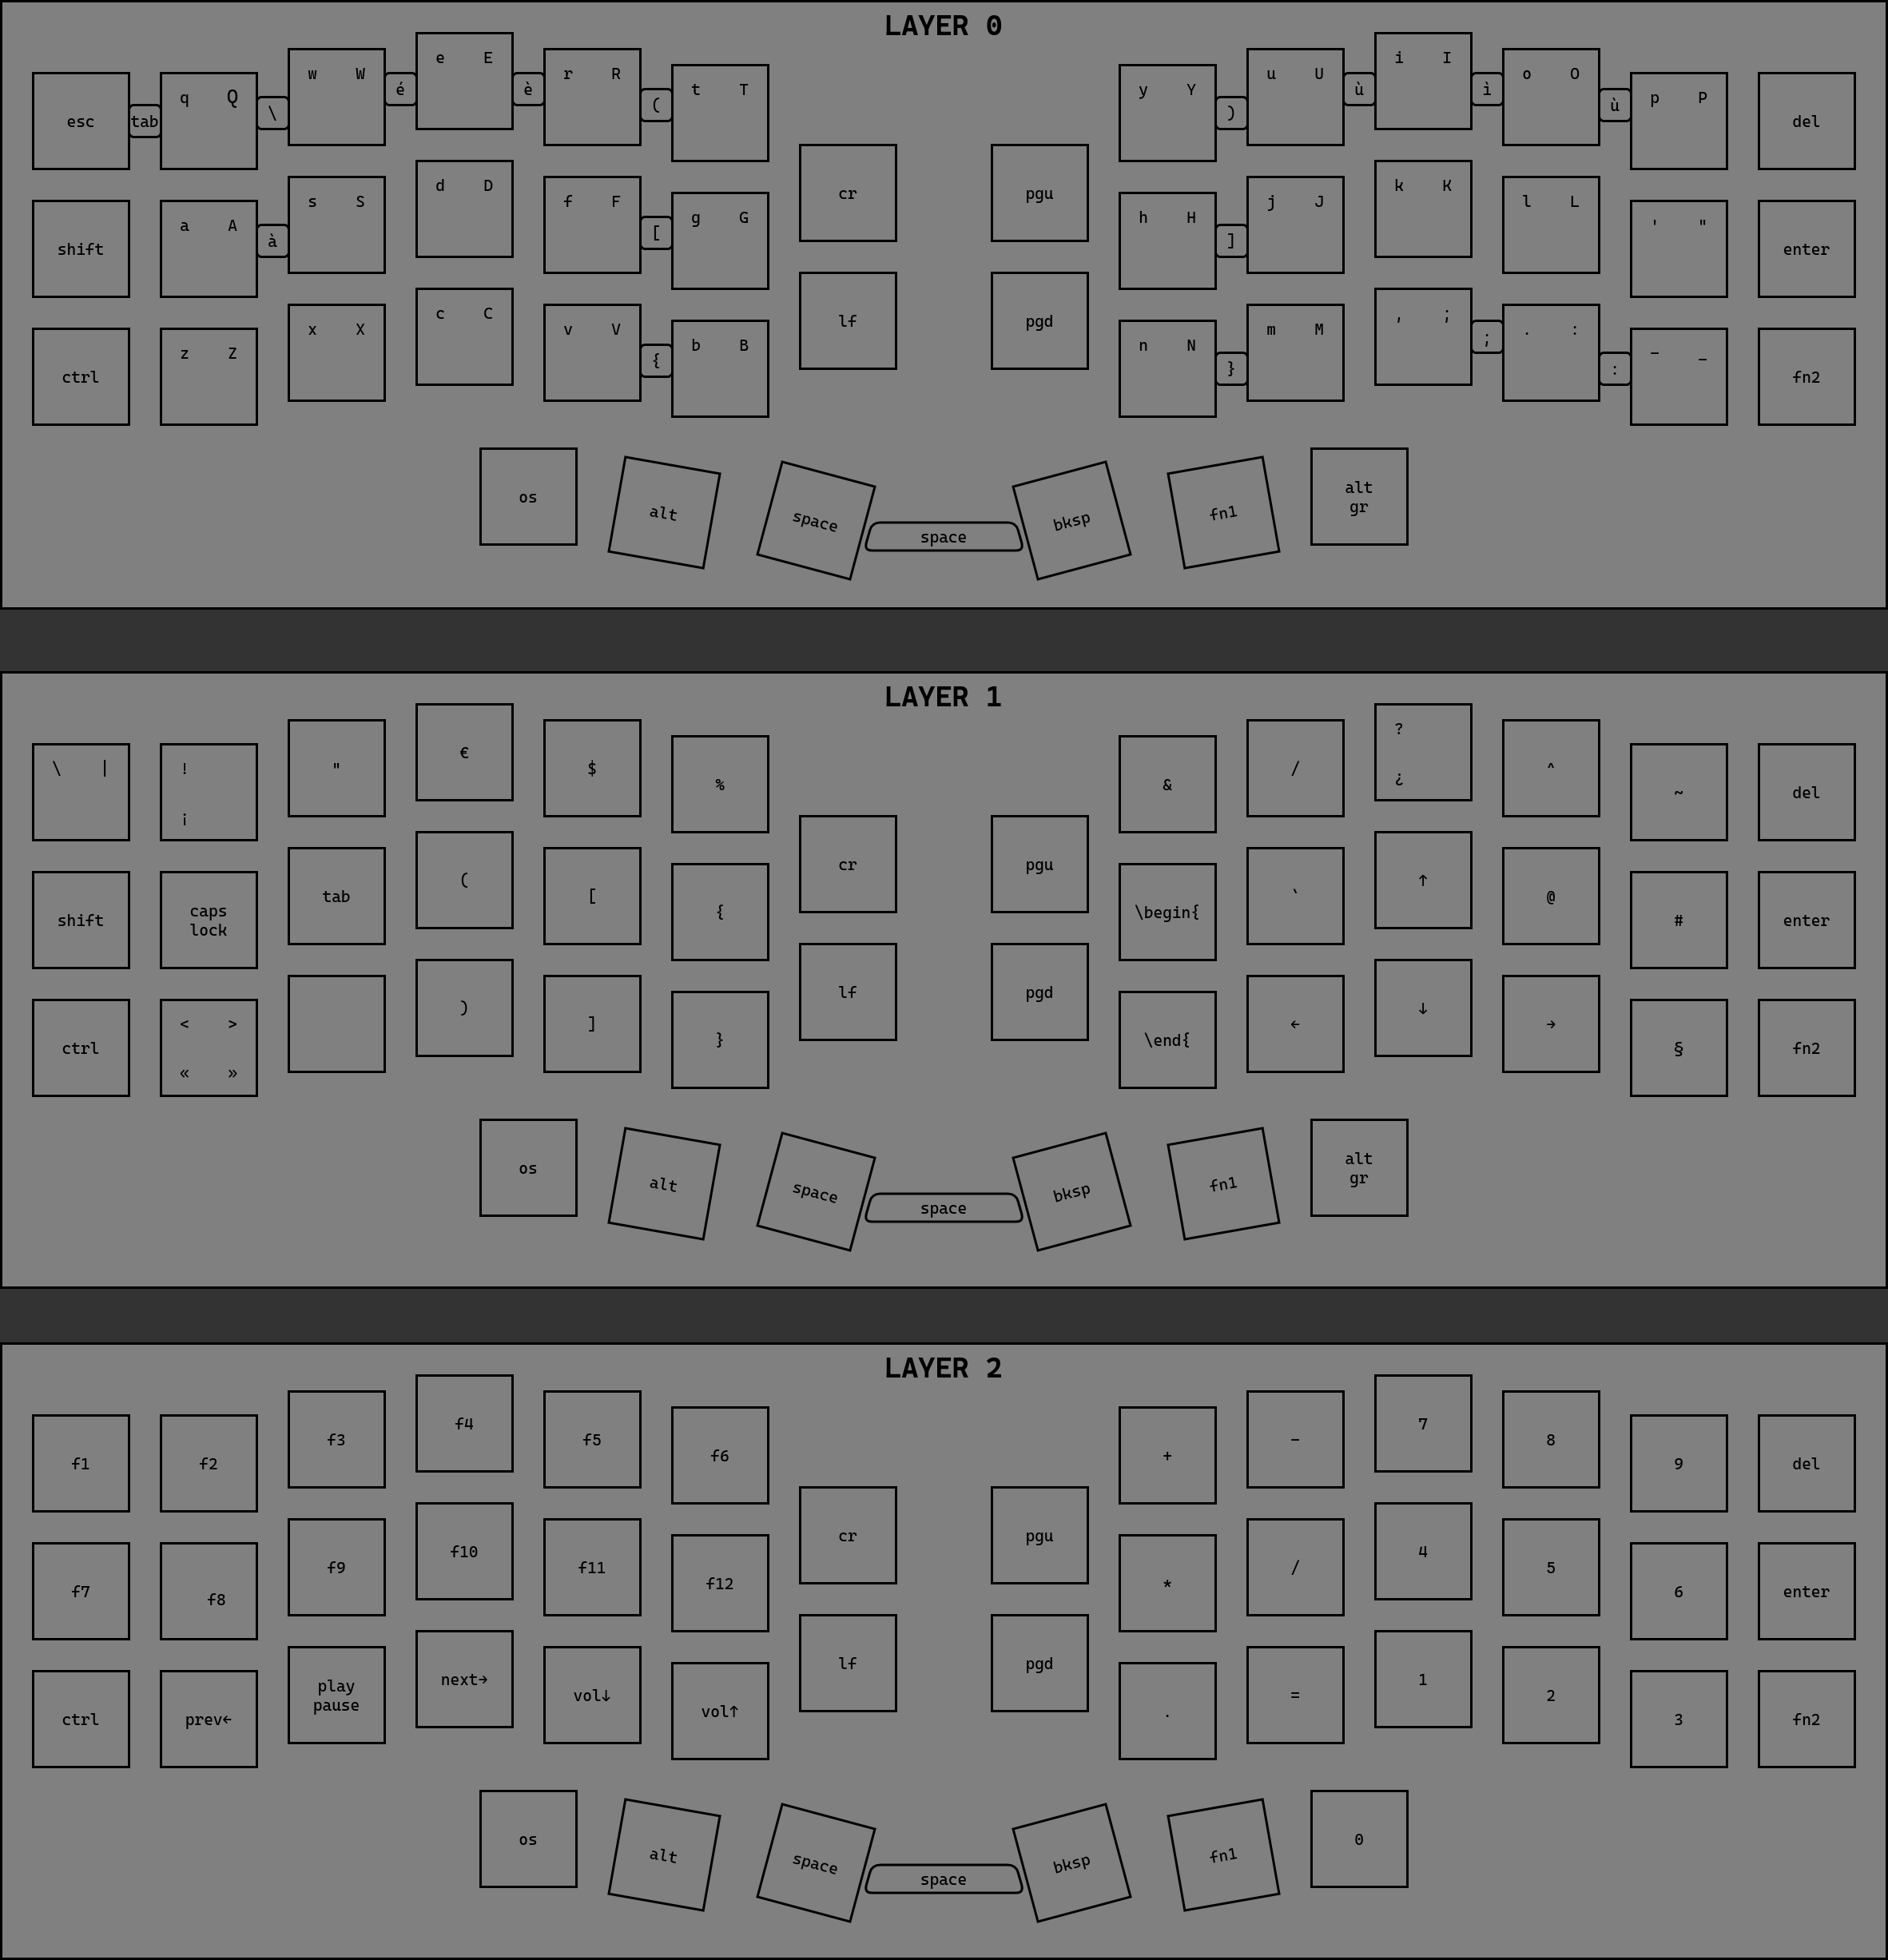 LAYER 0
esc tab q Q \ w W é e E è r R ( t T y Y ) u U ù i I ì o O ù p P del
cr pgu
shift a A à s S d D f F [ g G h H ] j J k K l L ' " enter
lf pgd
ctrl z Z x X c C v V { b B n N } m M , ; ; . : : - _ fn2
os alt space space bksp fn1 alt
gr
LAYER 1
\ | ! " € $ % & / ? ^ ~ del
¡ ¿
cr pgu
shift caps
lock tab ( [ { \begin{ ` ↑ @ # enter
lf pgd
ctrl < > ) ] } \end{ ← ↓ → § fn2
« »
os alt space space bksp fn1 alt
gr
LAYER 2
f1 f2 f3 f4 f5 f6 + - 7 8 9 del
cr pgu
f7 f8 f9 f10 f11 f12 * / 4 5 6 enter
lf pgd
ctrl prev← play
pause next→ vol↓ vol↑ . = 1 2 3 fn2
os alt space space bksp fn1 0